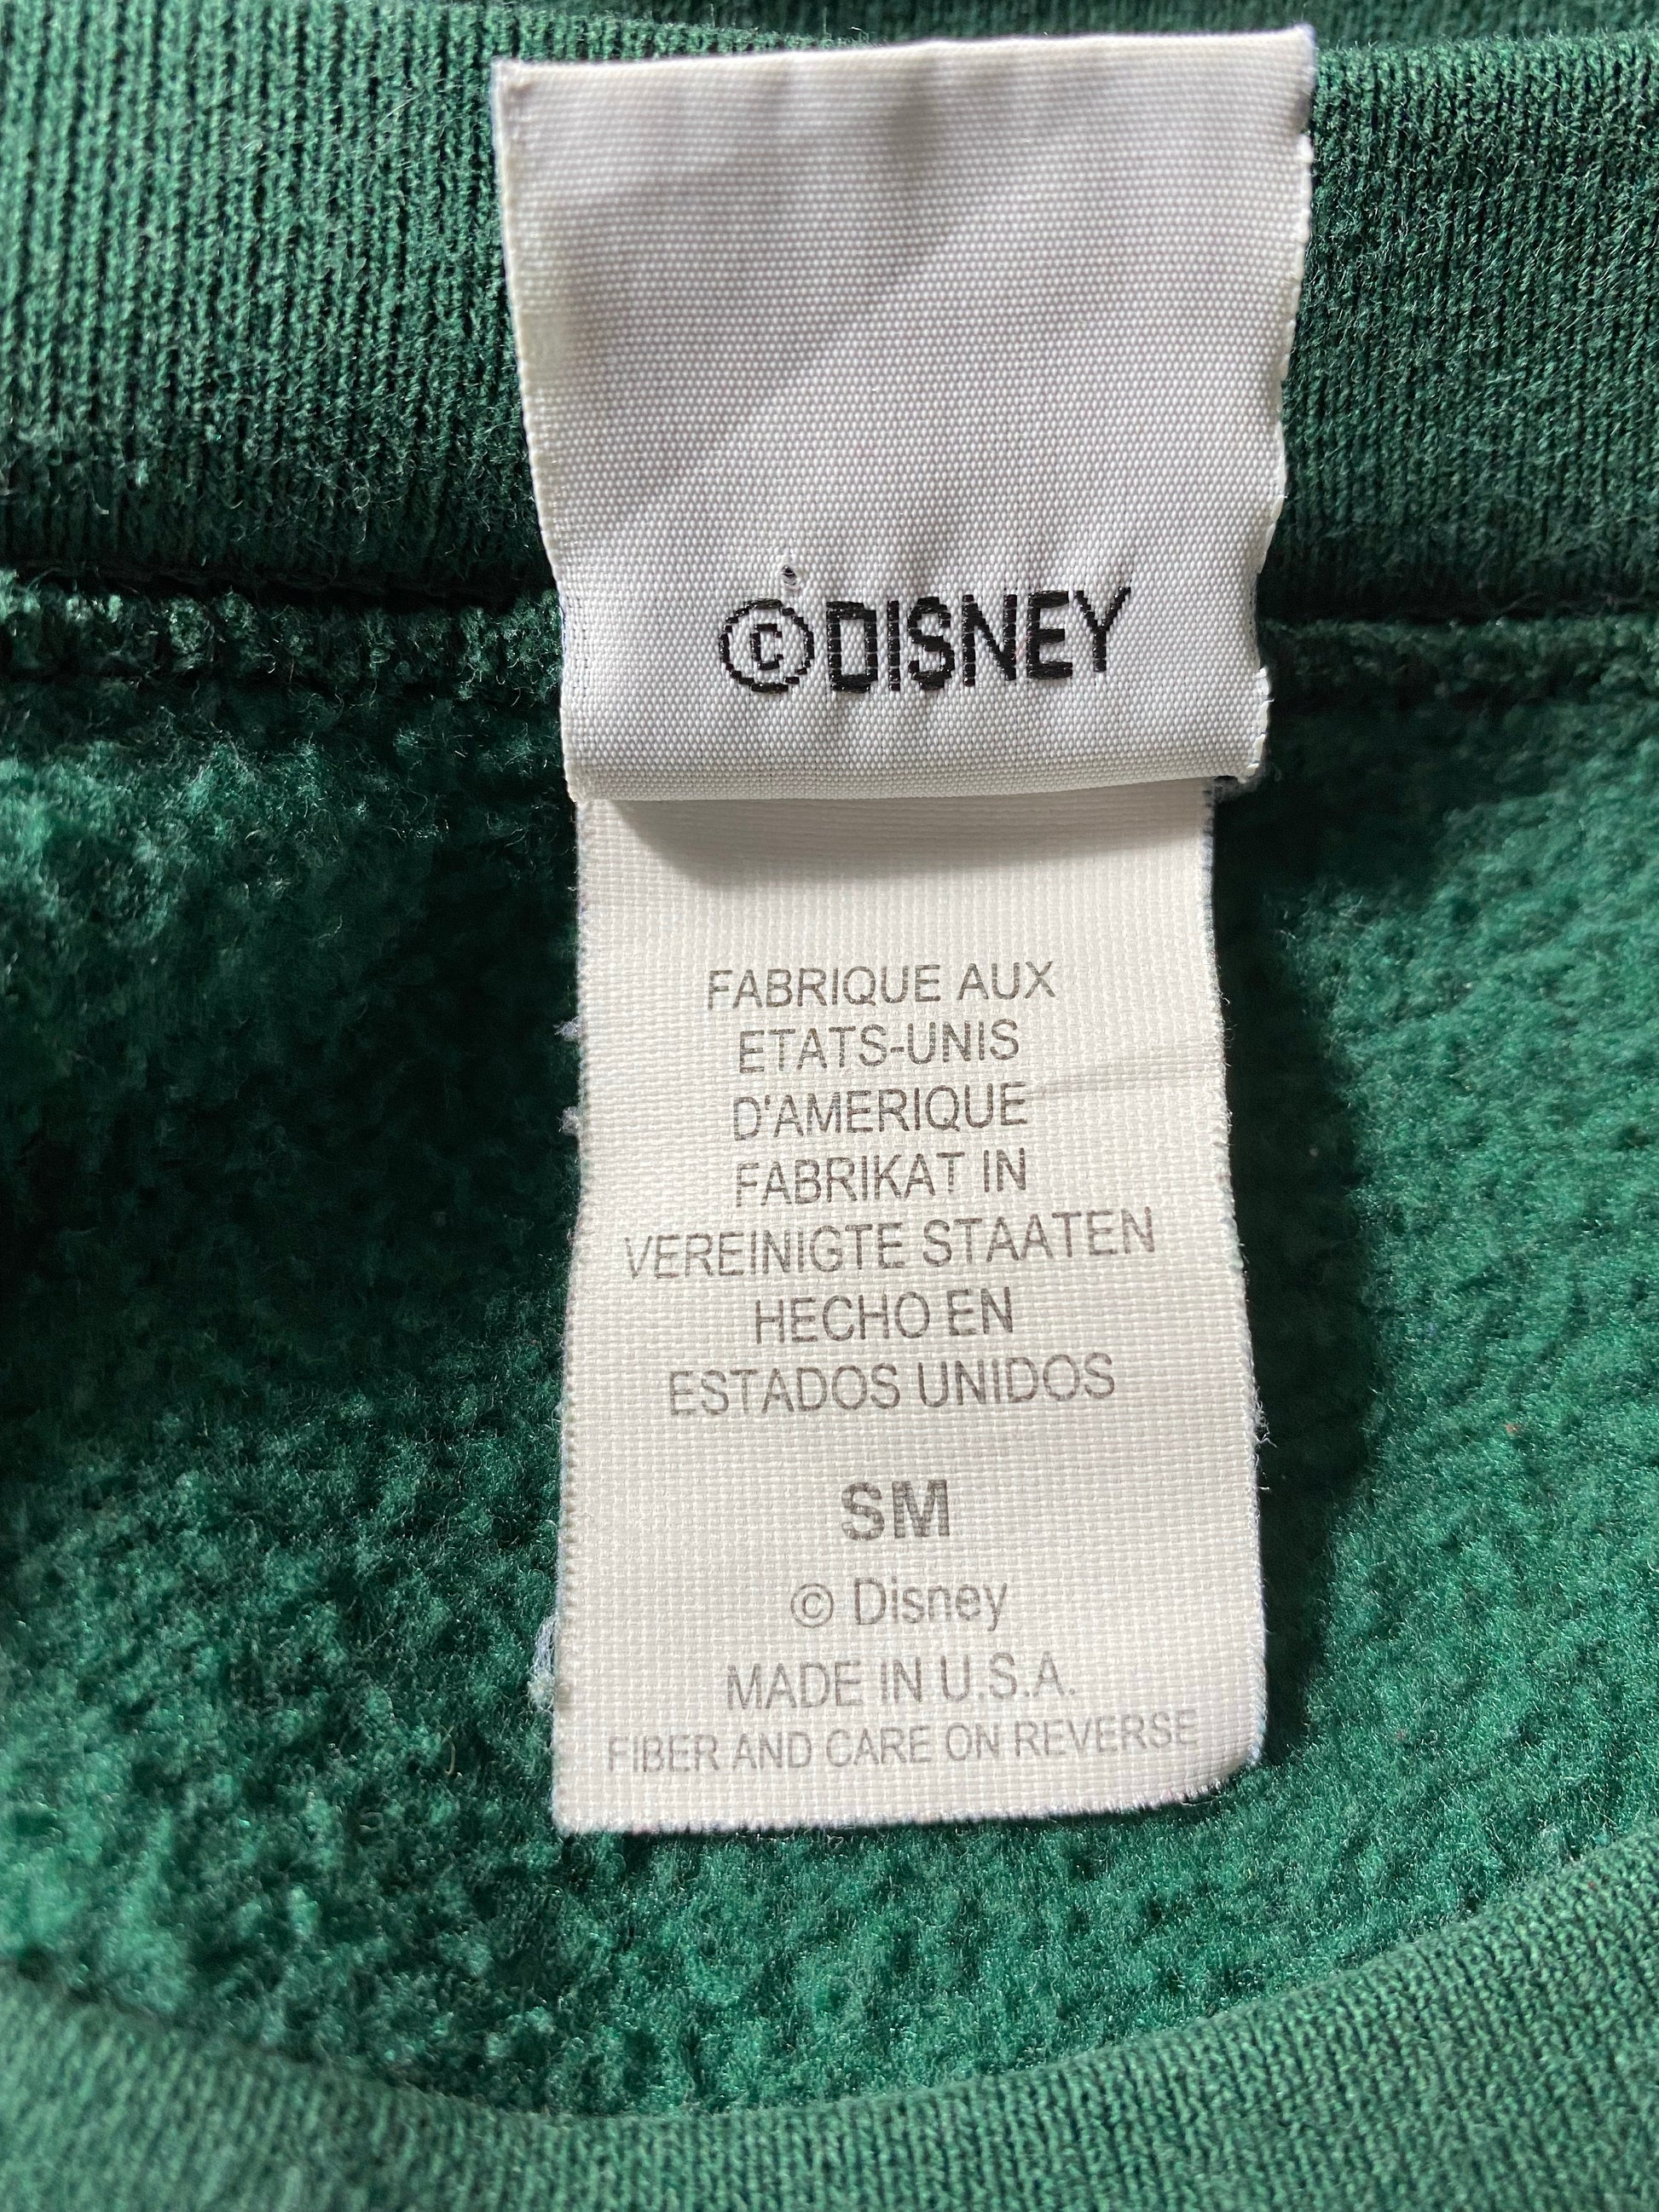 ©DISNEY
FABRIQUE AUX
ETATS-UNIS
D'AMERIQUE
FABRIKAT IN
VEREINIGTE STAATEN
HECHO EN
ESTADOS UNIDOS
SM
© Disney
MADE IN U.S.A.
FIBER AND CARE ON REVERSE